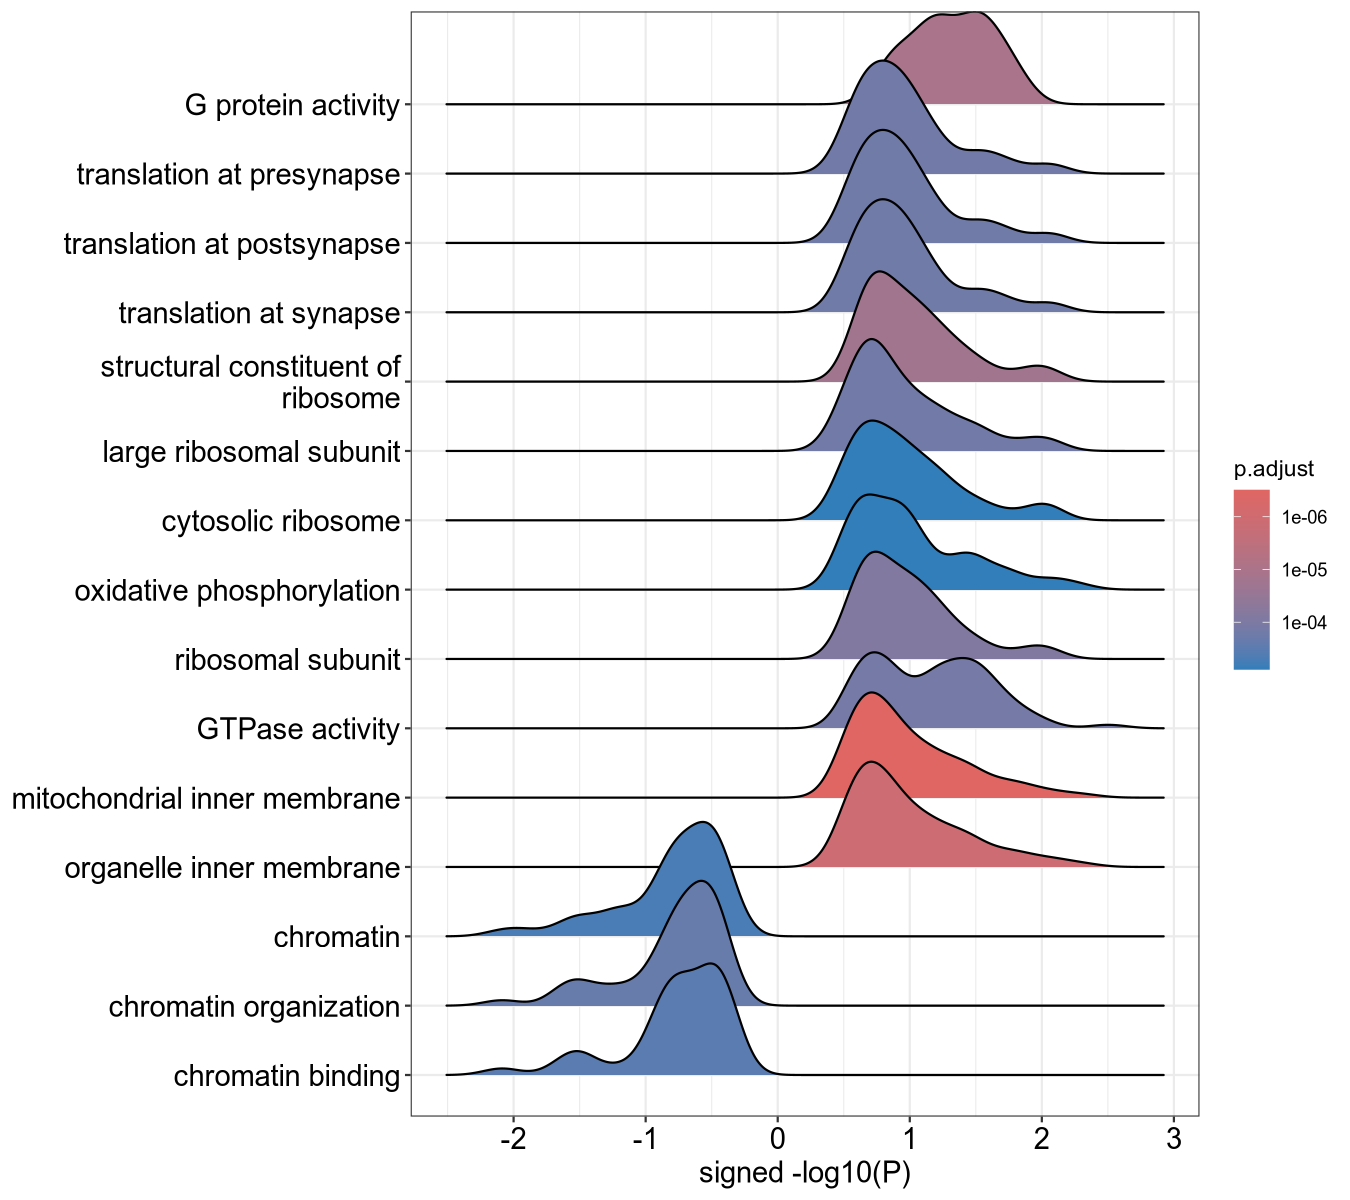 G protein activity
translation at presynapse
translation at postsynapse
translation at synapse
structural constituent of
ribosome
large ribosomal subunit
cytosolic ribosome
oxidative phosphorylation
ribosomal subunit
GTPase activity
mitochondrial inner membrane
organelle inner membrane
chromatin
chromatin organization
chromatin binding
-2 -1 0 1 2 3
signed -log10(P)
p.adjust
1e-06
1e-05
1e-04